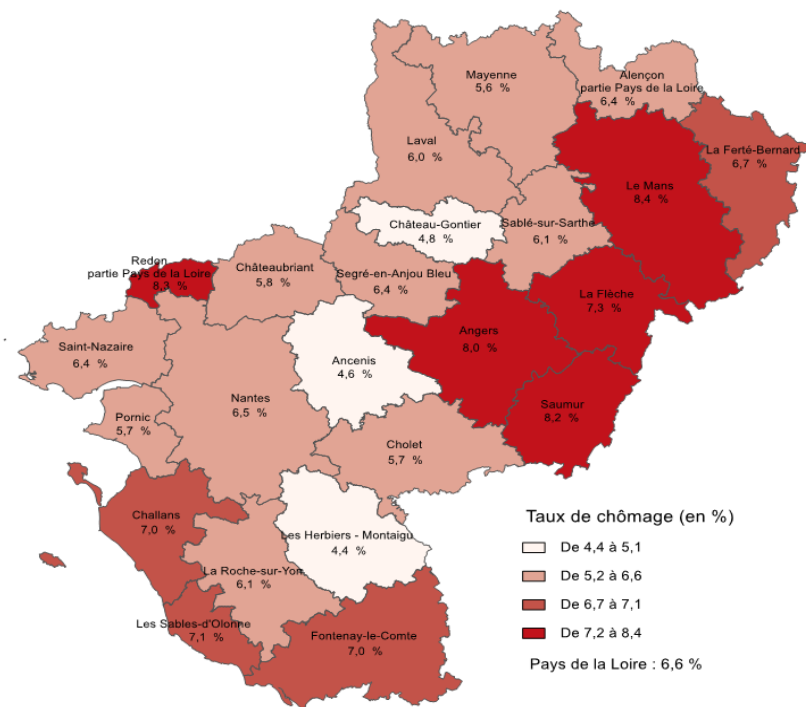 Mayenne
5,6 %
Alençon
partie Pays de la Loire
6,4 %
La Ferté-Bernard
6,7 %
Laval
6,0 %
Le Mans
8,4 %
Château-Gontier
4,8 %
Sablé-sur-Sarthe
6,1 %
Redon
partie Pays de la Loire
8,3 %
Châteaubriant
5,8 %
Segré-en-Anjou Bleu
6,4 %
La Flèche
7,3 %
Angers
8,0 %
Saint-Nazaire
6,4 %
Ancenis
4,6 %
Nantes
6,5 %
Saumur
8,2 %
Pornic
5,7 %
Cholet
5,7 %
Challans
7,0 %
Les Herbiers - Montaigu
4,4 %
La Roche-sur-Yon
6,1 %
Les Sables-d'Olonne
7,1 %
Fontenay-le-Comte
7,0 %
Taux de chômage (en %)
De 4,4 à 5,1
De 5,2 à 6,6
De 6,7 à 7,1
De 7,2 à 8,4
Pays de la Loire : 6,6 %